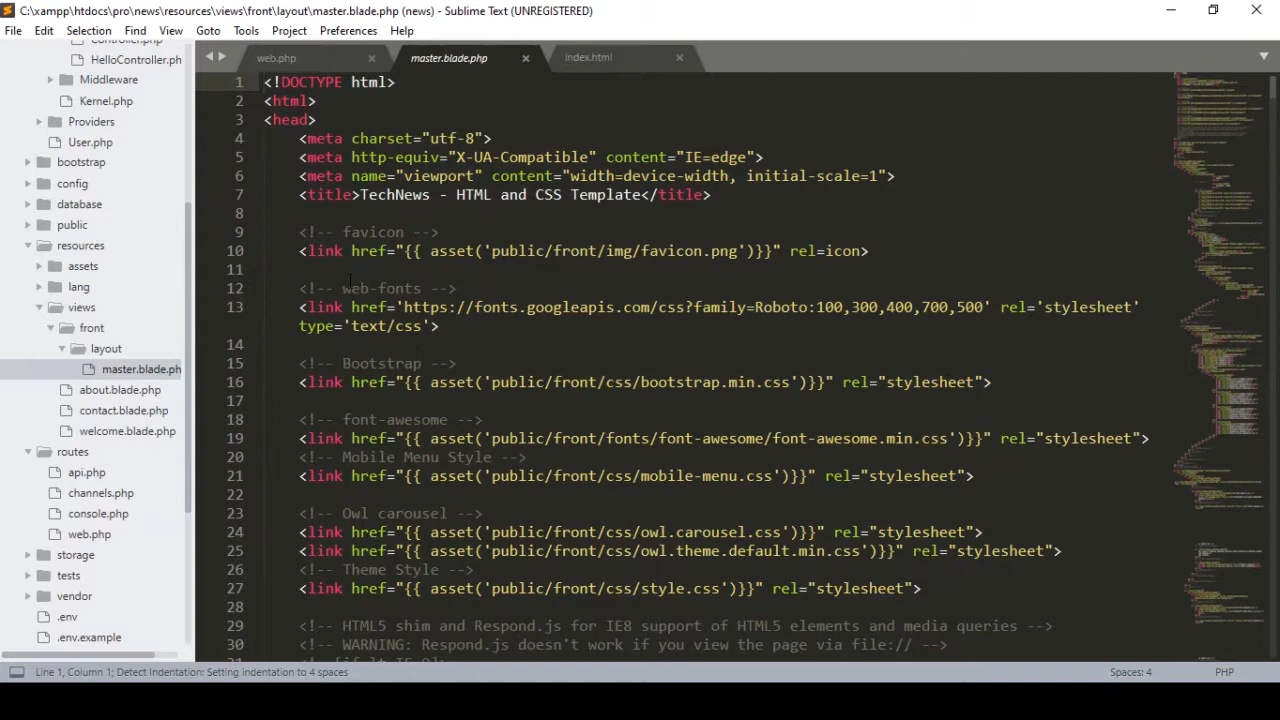 C:\xampp\htdocs\pro\news\resources\views\front\layout\master.blade.php (news) - Sublime Text (UNREGISTERED)
File Edit Selection Find View Goto Tools Project Preferences Help
Controller.php
HelloController.ph
Middleware
Kernel.php
Providers
User.php
bootstrap
config
database
public
resources
assets
lang
views
front
layout
master.blade.ph
about.blade.php
contact.blade.php
welcome.blade.php
routes
api.php
channels.php
console.php
web.php
storage
tests
vendor
.env
.env.example
web.php master.blade.php index.html
1 <!DOCTYPE html>
2 <html>
3 <head>
4 <meta charset="utf-8">
5 <meta http-equiv="X-UA-Compatible" content="IE=edge">
6 <meta name="viewport" content="width=device-width, initial-scale=1">
7 <title>TechNews - HTML and CSS Template</title>
8
9 <!-- favicon -->
10 <link href="{{ asset('public/front/img/favicon.png')}}" rel=icon>
11
12 <!-- web-fonts -->
13 <link href='https://fonts.googleapis.com/css?family=Roboto:100,300,400,700,500' rel='stylesheet'
type='text/css'>
14
15 <!-- Bootstrap -->
16 <link href="{{ asset('public/front/css/bootstrap.min.css')}}" rel="stylesheet">
17
18 <!-- font-awesome -->
19 <link href="{{ asset('public/front/fonts/font-awesome/font-awesome.min.css')}}" rel="stylesheet">
20 <!-- Mobile Menu Style -->
21 <link href="{{ asset('public/front/css/mobile-menu.css')}}" rel="stylesheet">
22
23 <!-- Owl carousel -->
24 <link href="{{ asset('public/front/css/owl.carousel.css')}}" rel="stylesheet">
25 <link href="{{ asset('public/front/css/owl.theme.default.min.css')}}" rel="stylesheet">
26 <!-- Theme Style -->
27 <link href="{{ asset('public/front/css/style.css')}}" rel="stylesheet">
28
29 <!-- HTML5 shim and Respond.js for IE8 support of HTML5 elements and media queries -->
30 <!-- WARNING: Respond.js doesn't work if you view the page via file:// -->
31 <!--[if lt IE 9]>
Line 1, Column 1; Detect Indentation: Setting indentation to 4 spaces
Spaces: 4
PHP